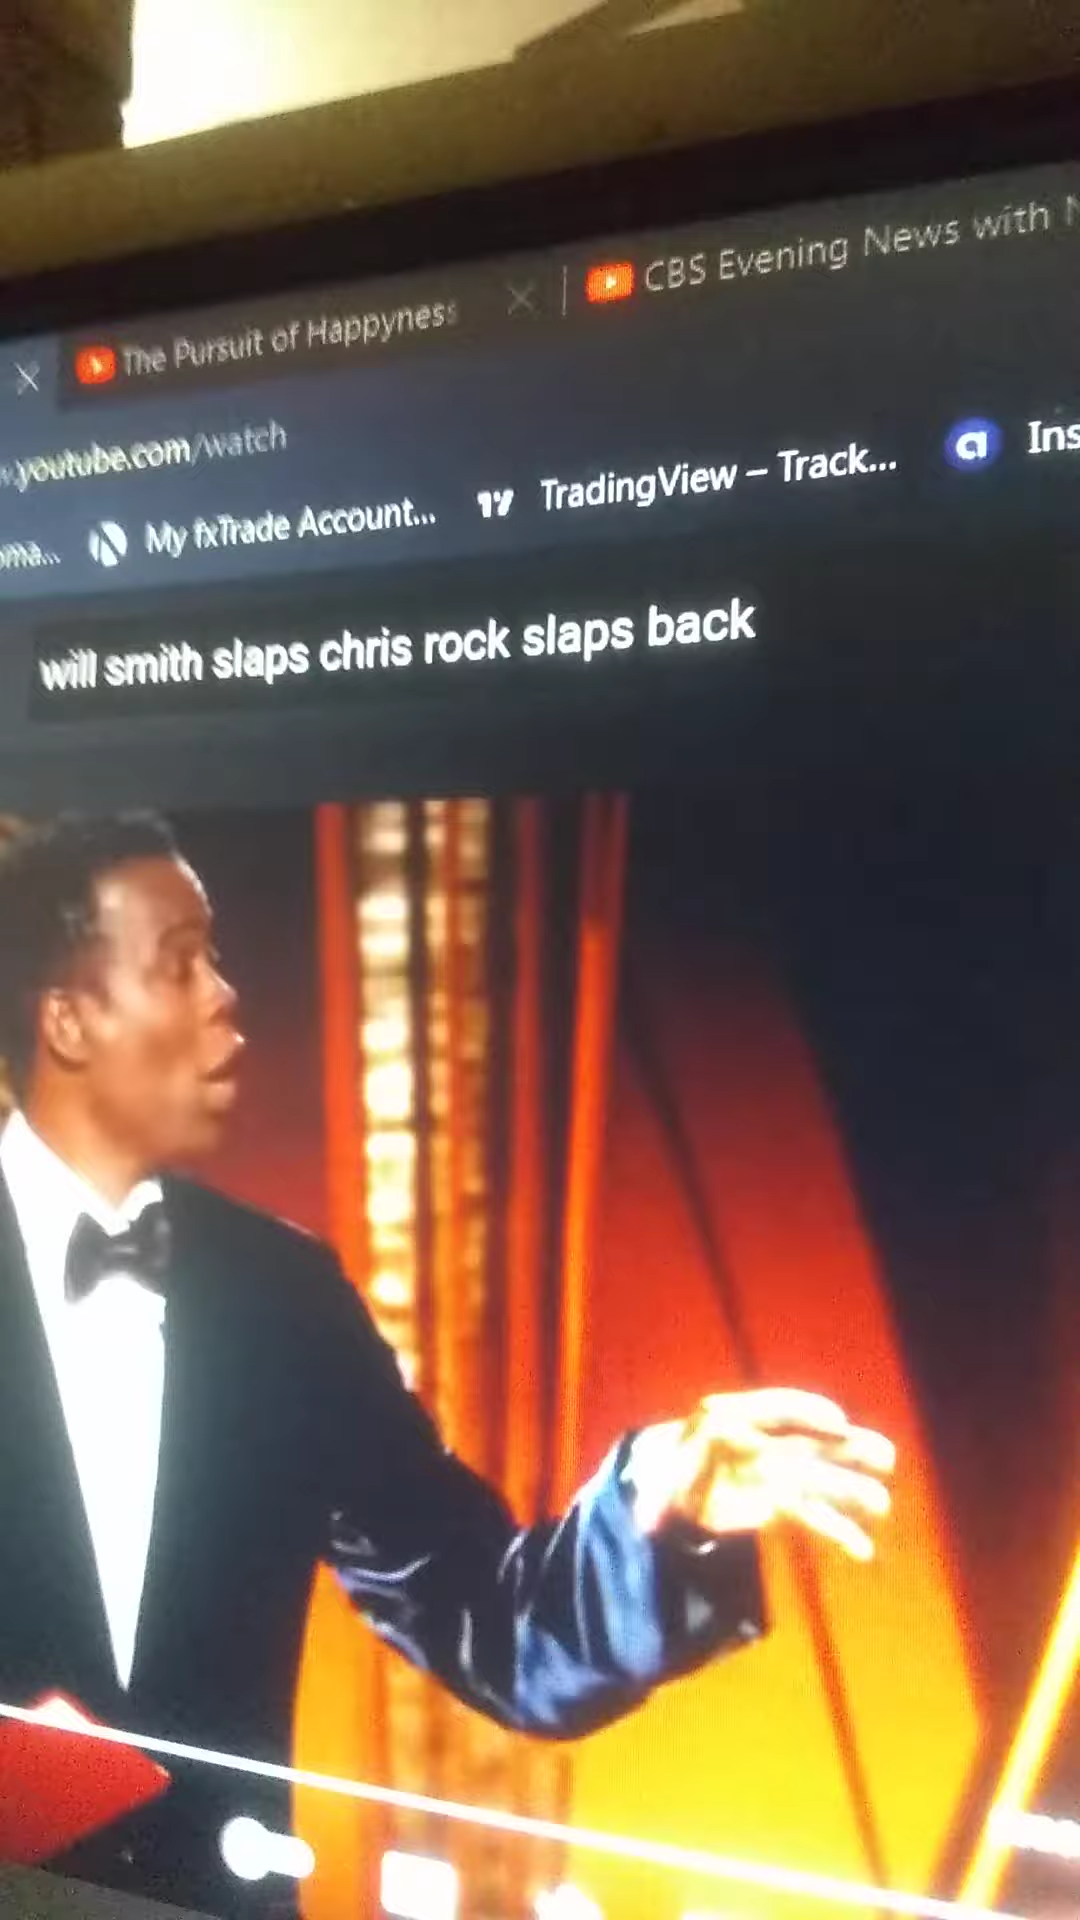 The Pursuit of Happyness
CBS Evening News with
youtube.com/watch
My fxTrade Account...
TradingView – Track...
Ins
will smith slaps chris rock slaps back